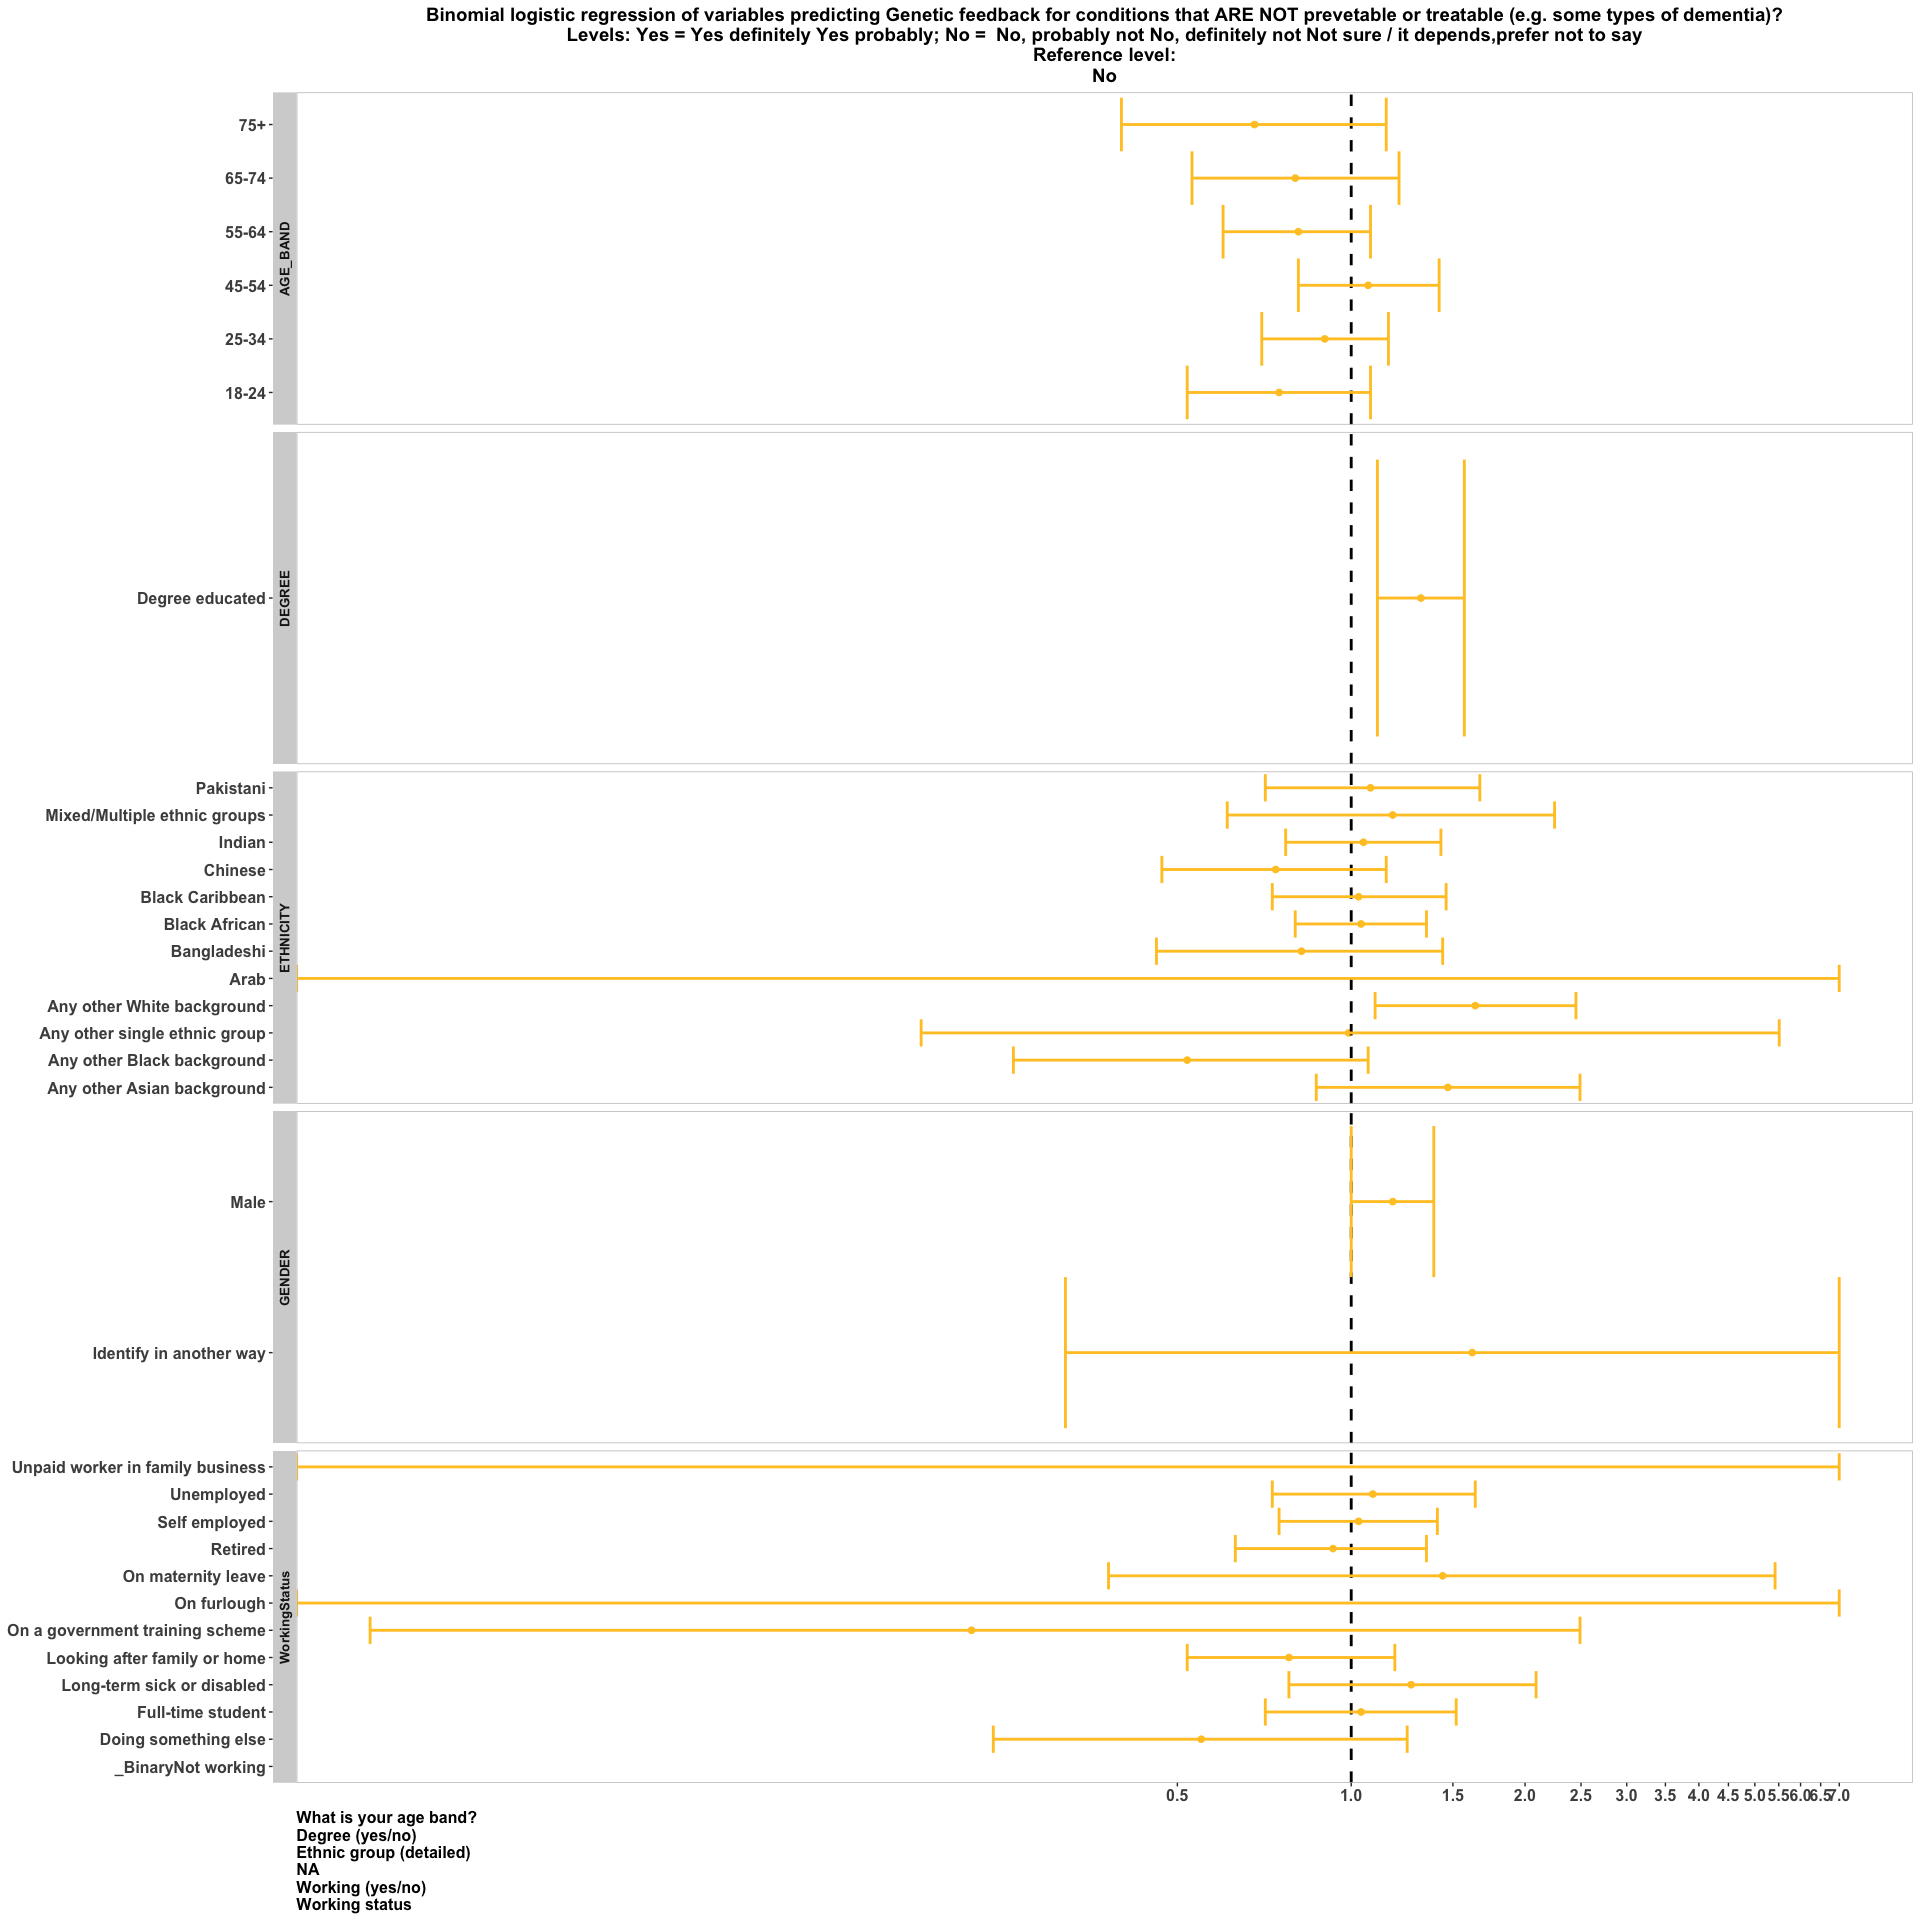 Binomial logistic regression of variables predicting Genetic feedback for conditions that ARE NOT prevetable or treatable (e.g. some types of dementia)?
Levels: Yes = Yes definitely Yes probably; No =  No, probably not No, definitely not Not sure / it depends,prefer not to say
Reference level:
No
AGE_BAND
75+
65-74
55-64
45-54
25-34
18-24
DEGREE
Degree educated
ETHNICITY
Pakistani
Mixed/Multiple ethnic groups
Indian
Chinese
Black Caribbean
Black African
Bangladeshi
Arab
Any other White background
Any other single ethnic group
Any other Black background
Any other Asian background
GENDER
Male
Identify in another way
WorkingStatus
Unpaid worker in family business
Unemployed
Self employed
Retired
On maternity leave
On furlough
On a government training scheme
Looking after family or home
Long-term sick or disabled
Full-time student
Doing something else
_BinaryNot working
0.5 1.0 1.5 2.0 2.5 3.0 3.5 4.0 4.5 5.0 5.5 6.0 6.5 7.0
What is your age band?
Degree (yes/no)
Ethnic group (detailed)
NA
Working (yes/no)
Working status